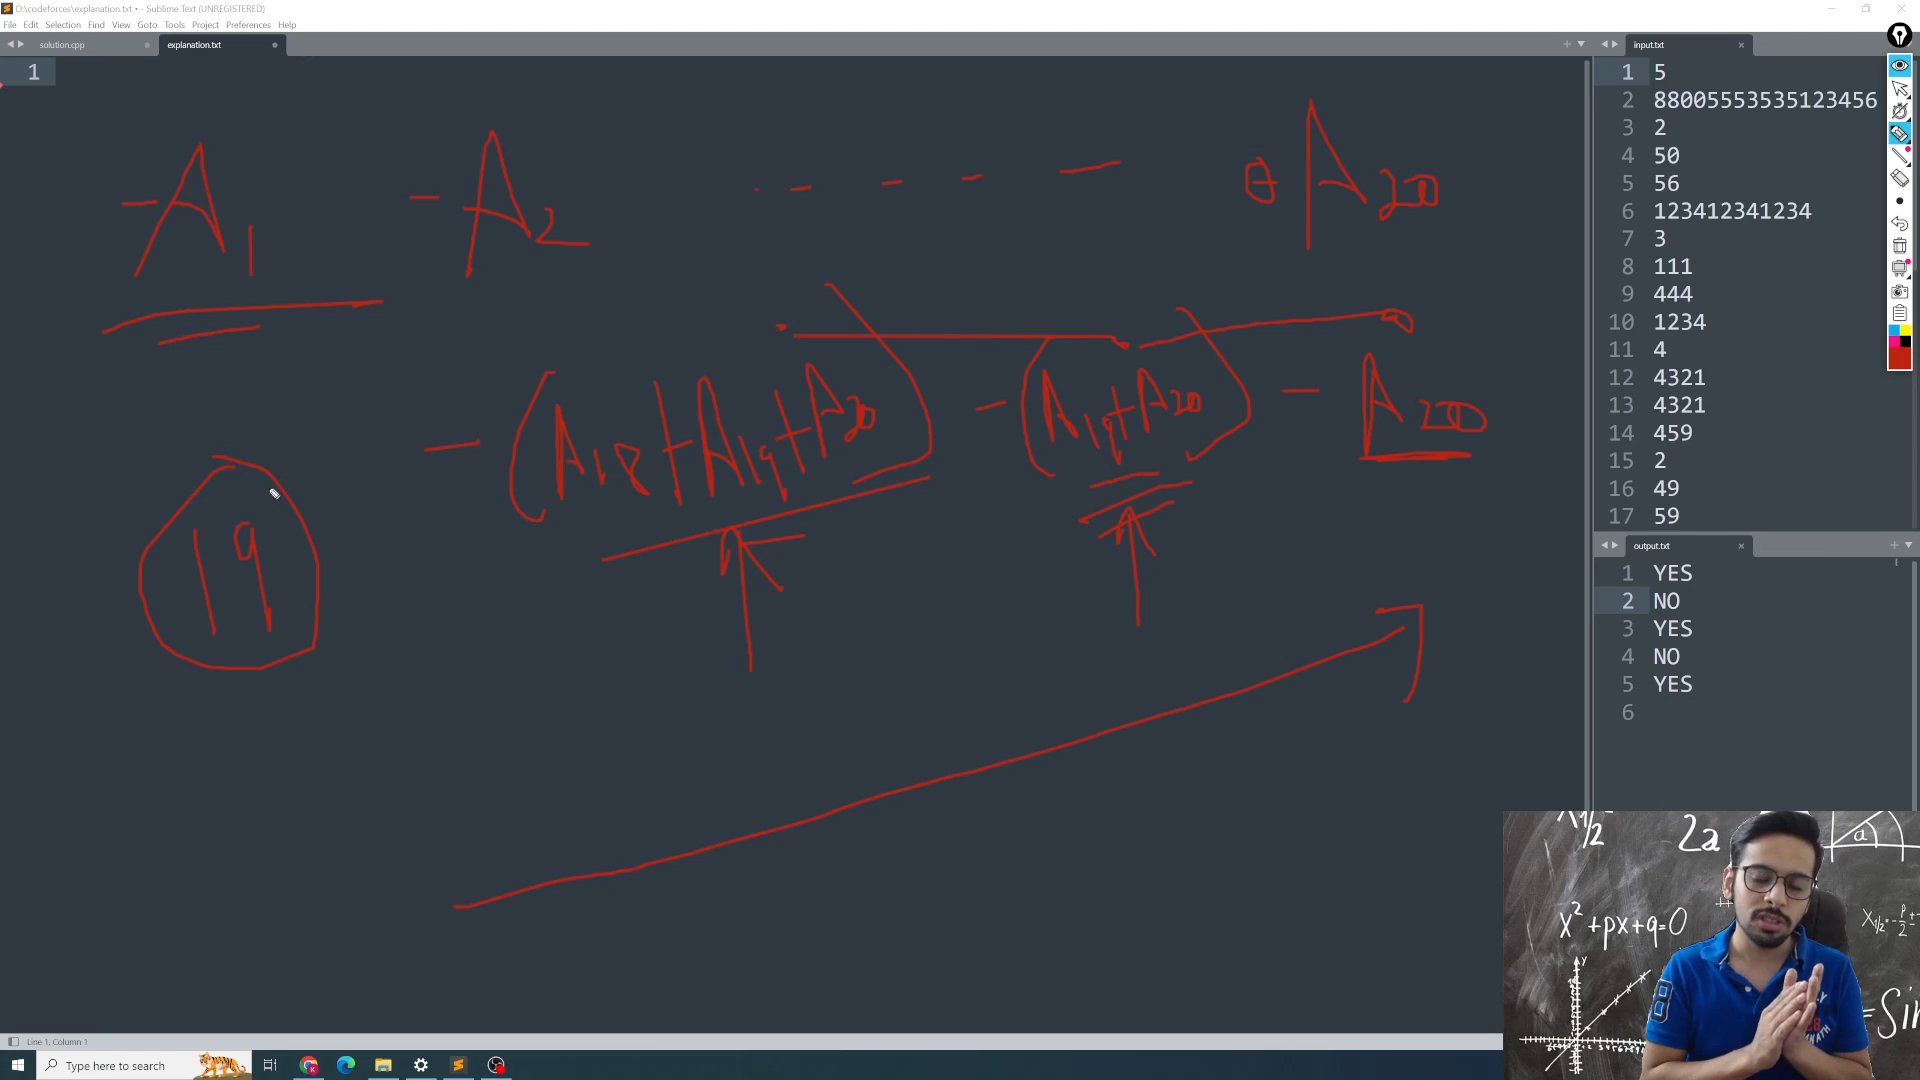 D:\codeforces\explanation.txt • - Sublime Text (UNREGISTERED)
File Edit Selection Find View Goto Tools Project Preferences Help
solution.cpp
explanation.txt
input.txt
1
1 5
2 88005553535123456
3 2
4 50
5 56
6 123412341234
7 3
8 111
9 444
10 1234
11 4
12 4321
13 4321
14 459
15 2
16 49
17 59
-A1 -A2 - - - - A20
-(A18+A19+A20) -(A19+A20) - A20
19
output.txt
1 YES
2 NO
3 YES
4 NO
5 YES
6
2a
a
x² +px+q=0
8
Line 1, Column 1
Type here to search